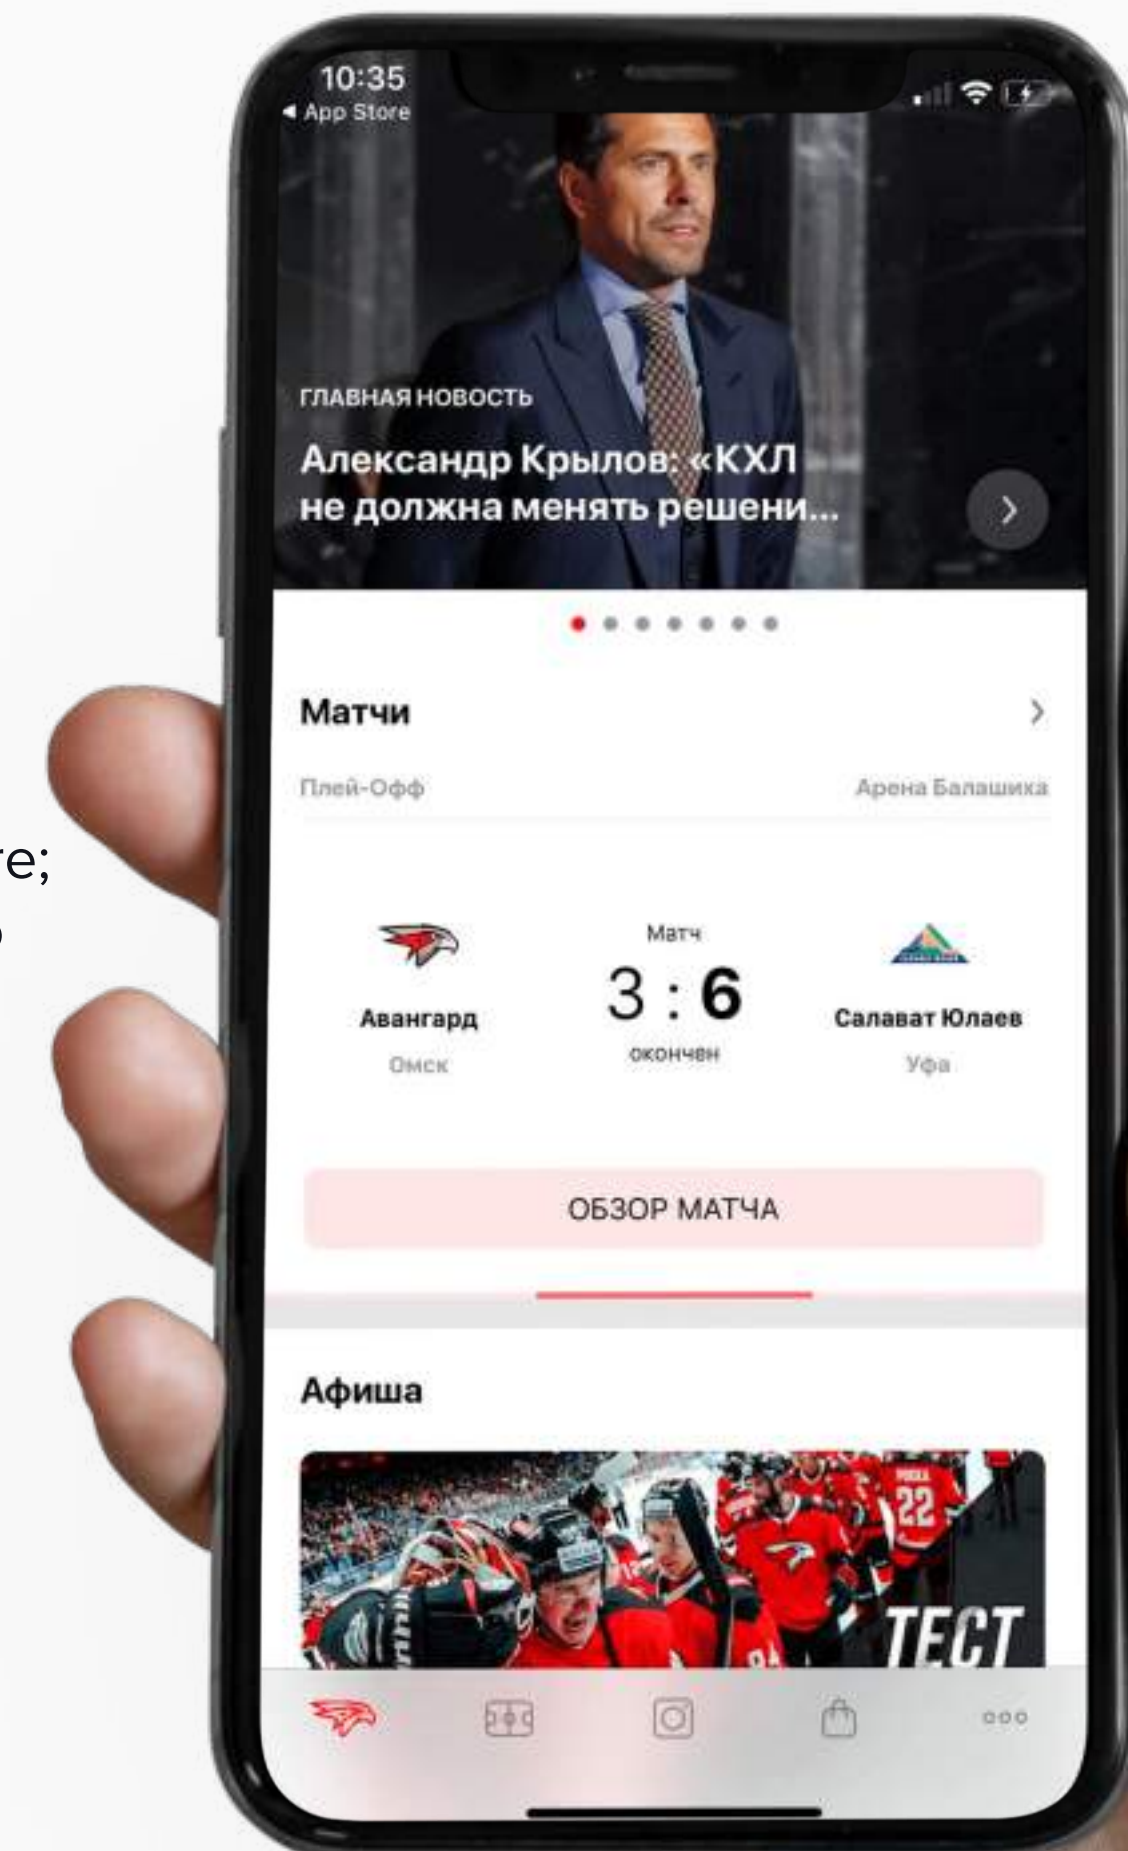 10:35
App Store
ГЛАВНАЯ НОВОСТЬ
Александр Крылов: «КХЛ
не должна менять решени...
Матчи
Плей-Офф
Арена Балашиха
re;
Матч
3 : 6
окончен
Авангард
Омск
Салават Юлаев
Уфа
ОБЗОР МАТЧА
Афиша
22
ТЕСТ